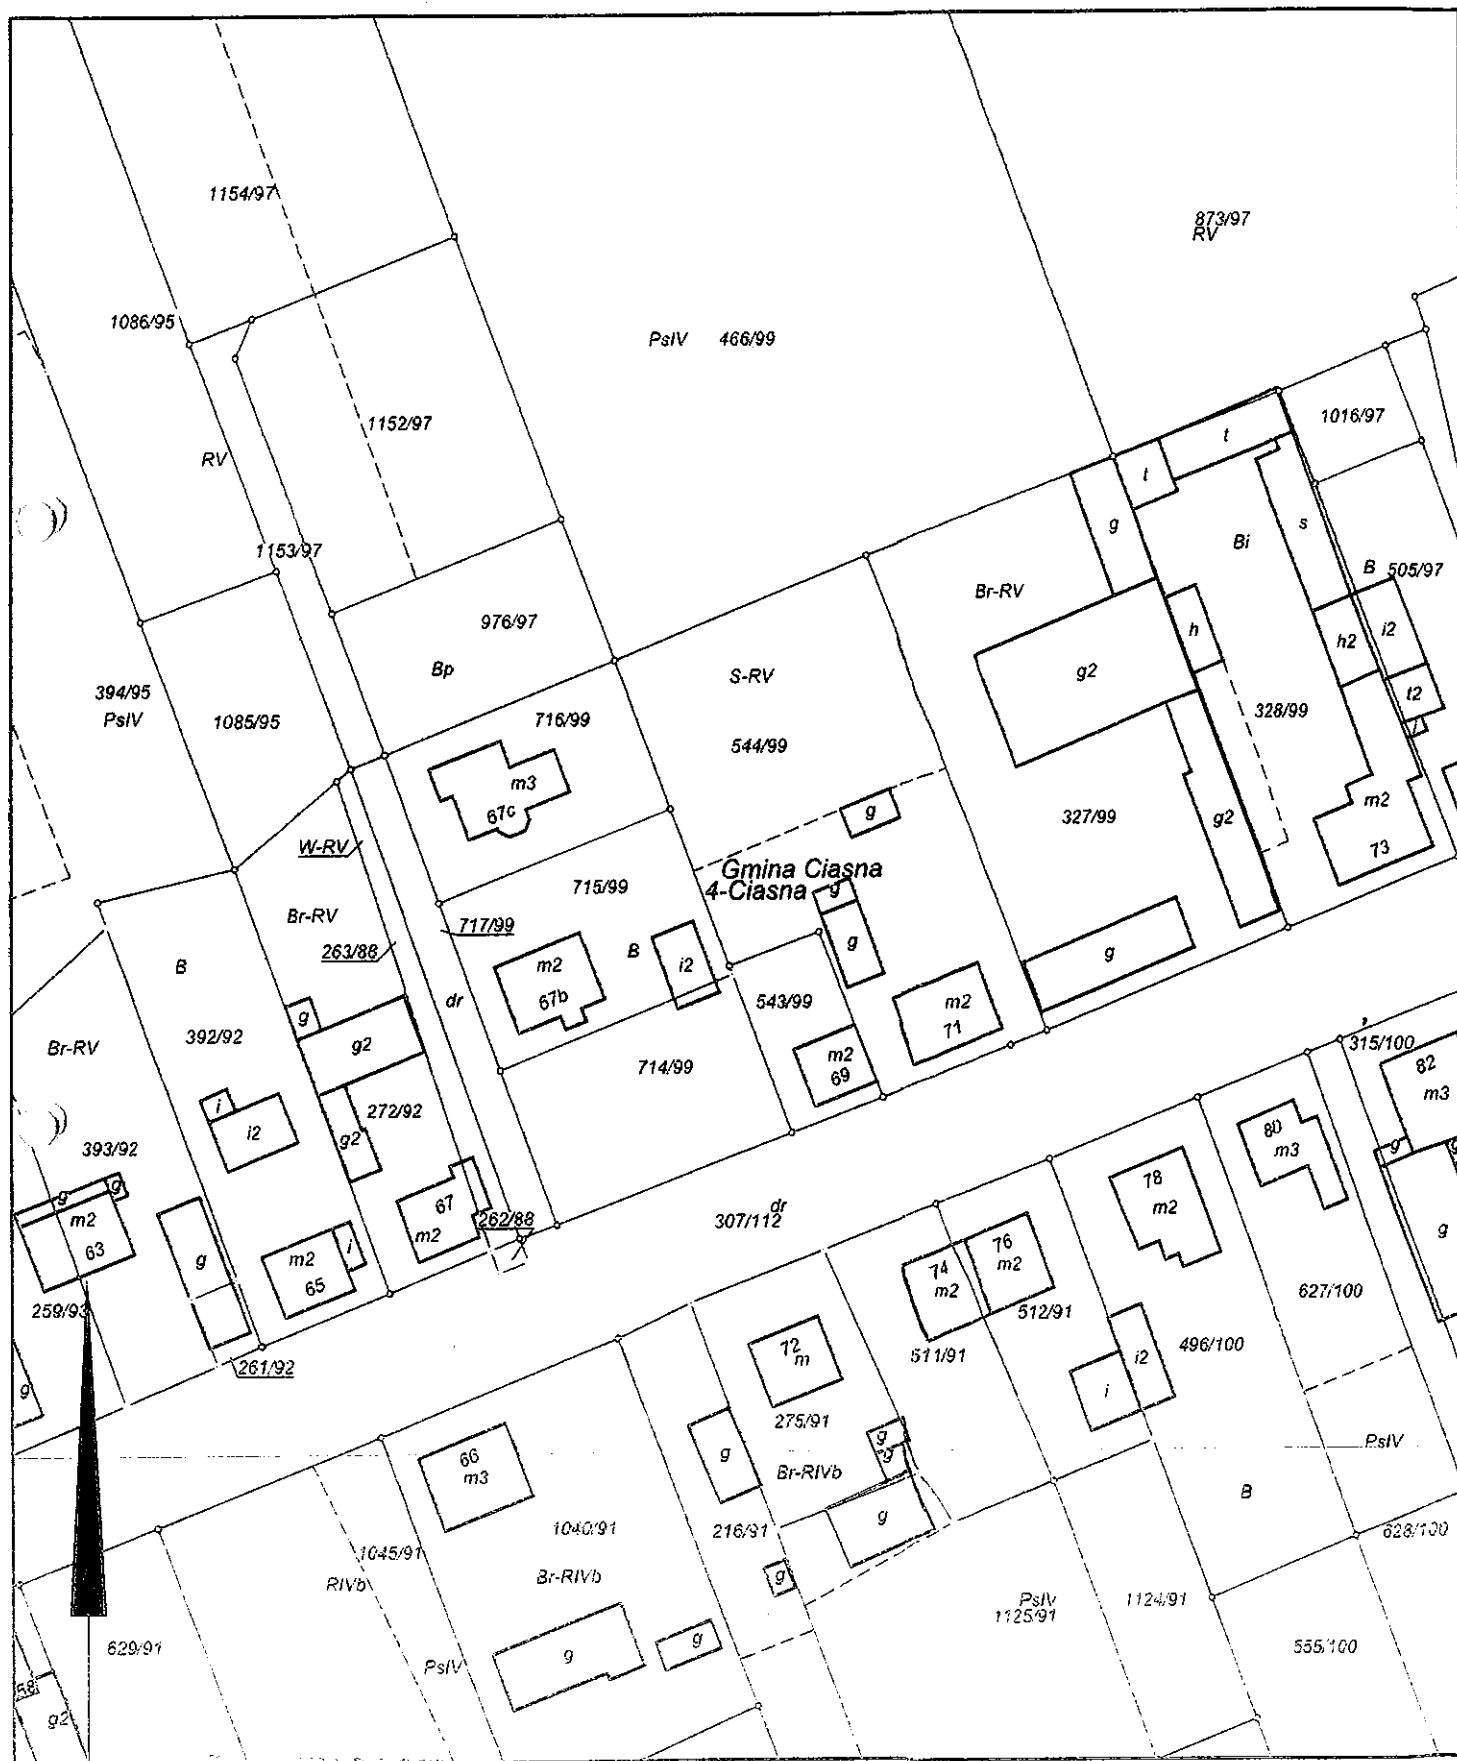 1154/97
873/97
RV
1086/95
PsIV 466/99
1152/97
1016/97
RV
t
t
g
s
Bi
1153/97
B 505/97
Br-RV
976/97
h
h2
i2
Bp
S-RV
g2
394/95
PsIV
1085/95
716/99
328/99
t2
544/99
m3
67c
m2
73
g
327/99
g2
W-RV
Gmina Ciasna
4-Ciasna
g
715/99
Br-RV
717/99
263/88
B
m2
67b
B
i2
g
g
dr
543/99
m2
71
392/92
g
g2
Br-RV
714/99
m2
69
315/100
82
m3
i
i2
272/92
g2
80
m3
393/92
g
g
g
g
78
m2
m2
63
67
m2
262/88
dr
307/112
g
76
m2
g
m2
65
i
74
m2
627/100
259/93
512/91
496/100
72
m
511/91
i2
261/92
g
i
275/91
g
g
g
PsIV
66
m3
Br-RIVb
B
g
1040/91
216/91
628/100
1045/91
RIVb
Br-RIVb
g
PsIV
1125/91
1124/91
629/91
g
g
555/100
PsIV
58
g2